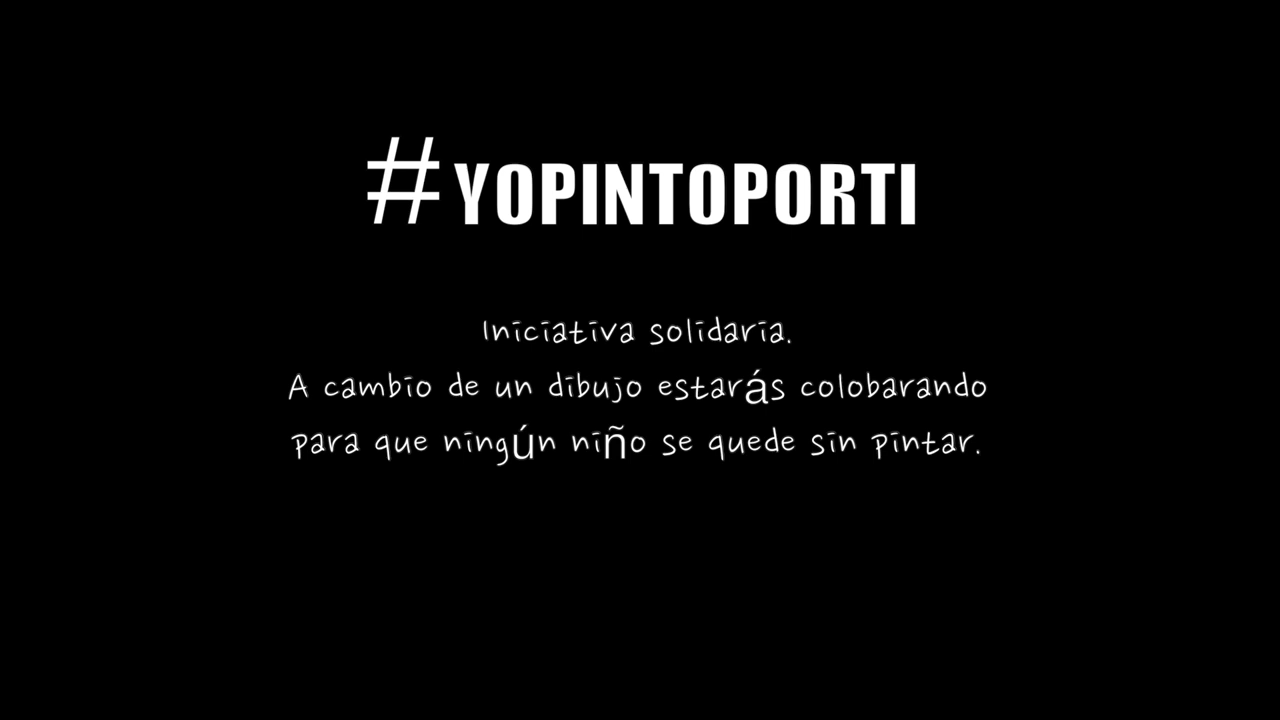 #YOPINTOPORTI
Iniciativa solidaria.
A cambio de un dibujo estarás colobarando
para que ningún niño se quede sin pintar.